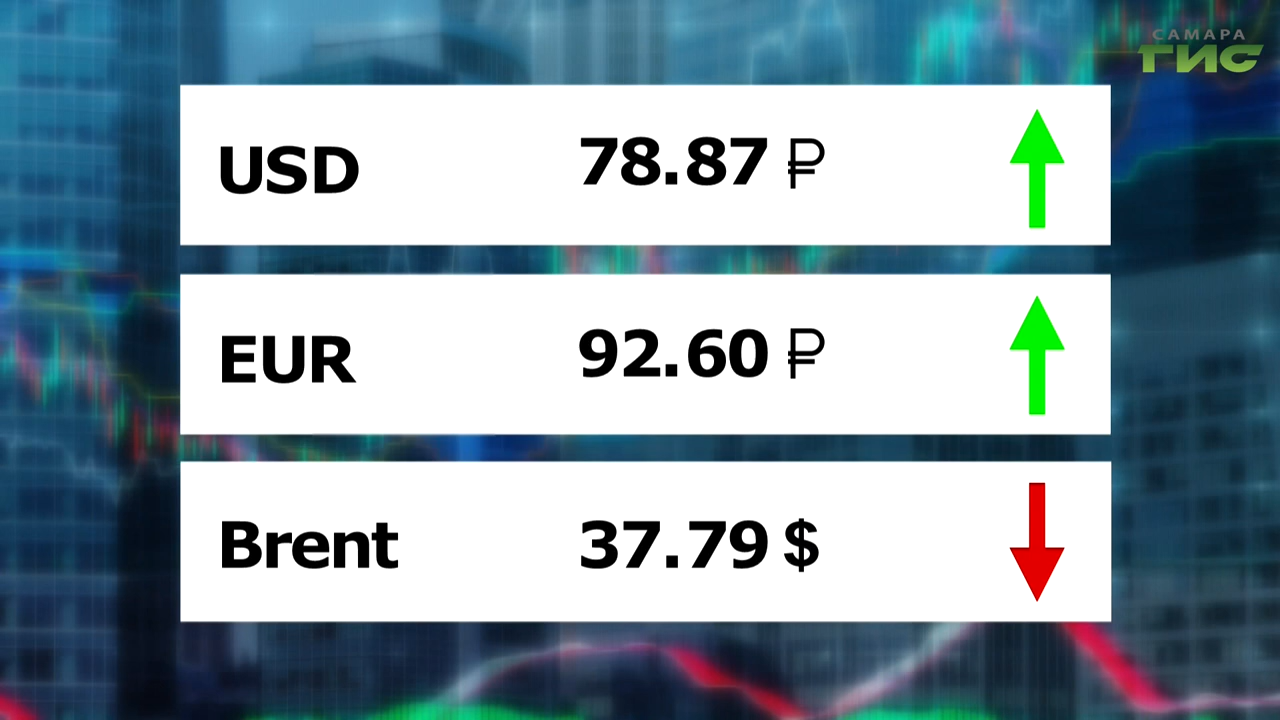 САМАРА
ГИС
USD 78.87 ₽
EUR 92.60 ₽
Brent 37.79 $